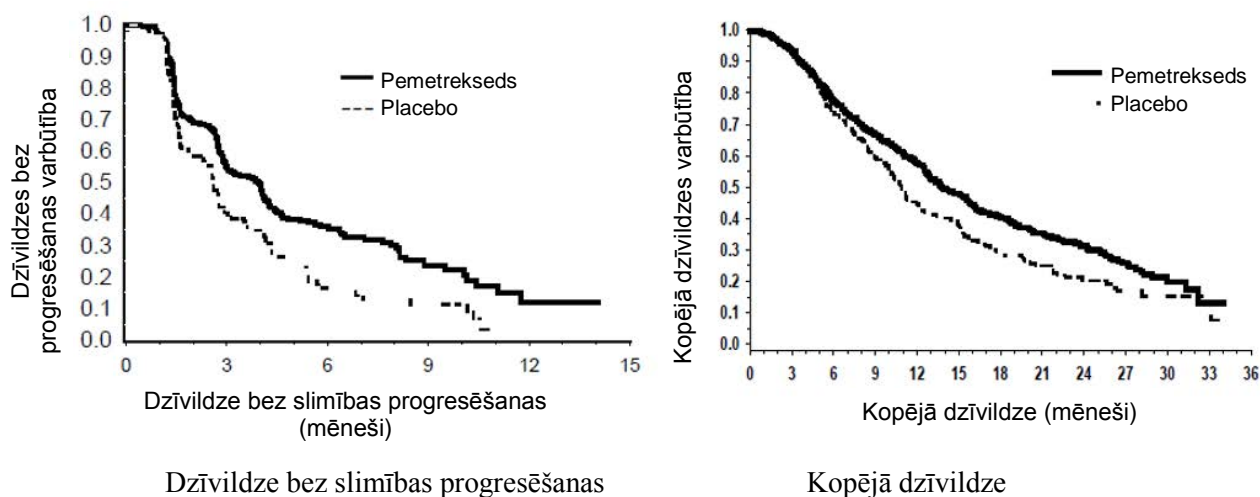 Dzīvildzes bez
progresēšanas varbūtība
1.0
0.9
0.8
0.7
0.6
0.5
0.4
0.3
0.2
0.1
0.0
Pemetrekseds
Placebo
0 3 6 9 12 15
Dzīvildze bez slimības progresēšanas
(mēneši)
Kopējā dzīvildzes varbūtība
1.0
0.9
0.8
0.7
0.6
0.5
0.4
0.3
0.2
0.1
0.0
Pemetrekseds
Placebo
0 3 6 9 12 15 18 21 24 27 30 33 36
Kopējā dzīvildze (mēneši)
Dzīvildze bez slimības progresēšanas
Kopējā dzīvildze